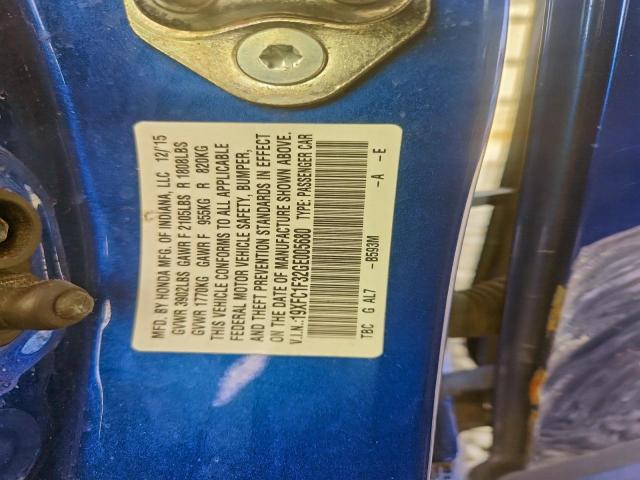 MFD. BY HONDA MFG. OF INDIANA, LLC 12/15
GVWR 3902LBS GAWR F 2105LBS R 1808LBS
GVWR 1770KG GAWR F 955KG R 820KG
THIS VEHICLE CONFORMS TO ALL APPLICABLE
FEDERAL MOTOR VEHICLE SAFETY, BUMPER,
AND THEFT PREVENTION STANDARDS IN EFFECT
ON THE DATE OF MANUFACTURE SHOWN ABOVE.
V.I.N.: 19XFC1F32GE005680 TYPE: PASSENGER CAR
TBC G AL7 -B593M -A -E